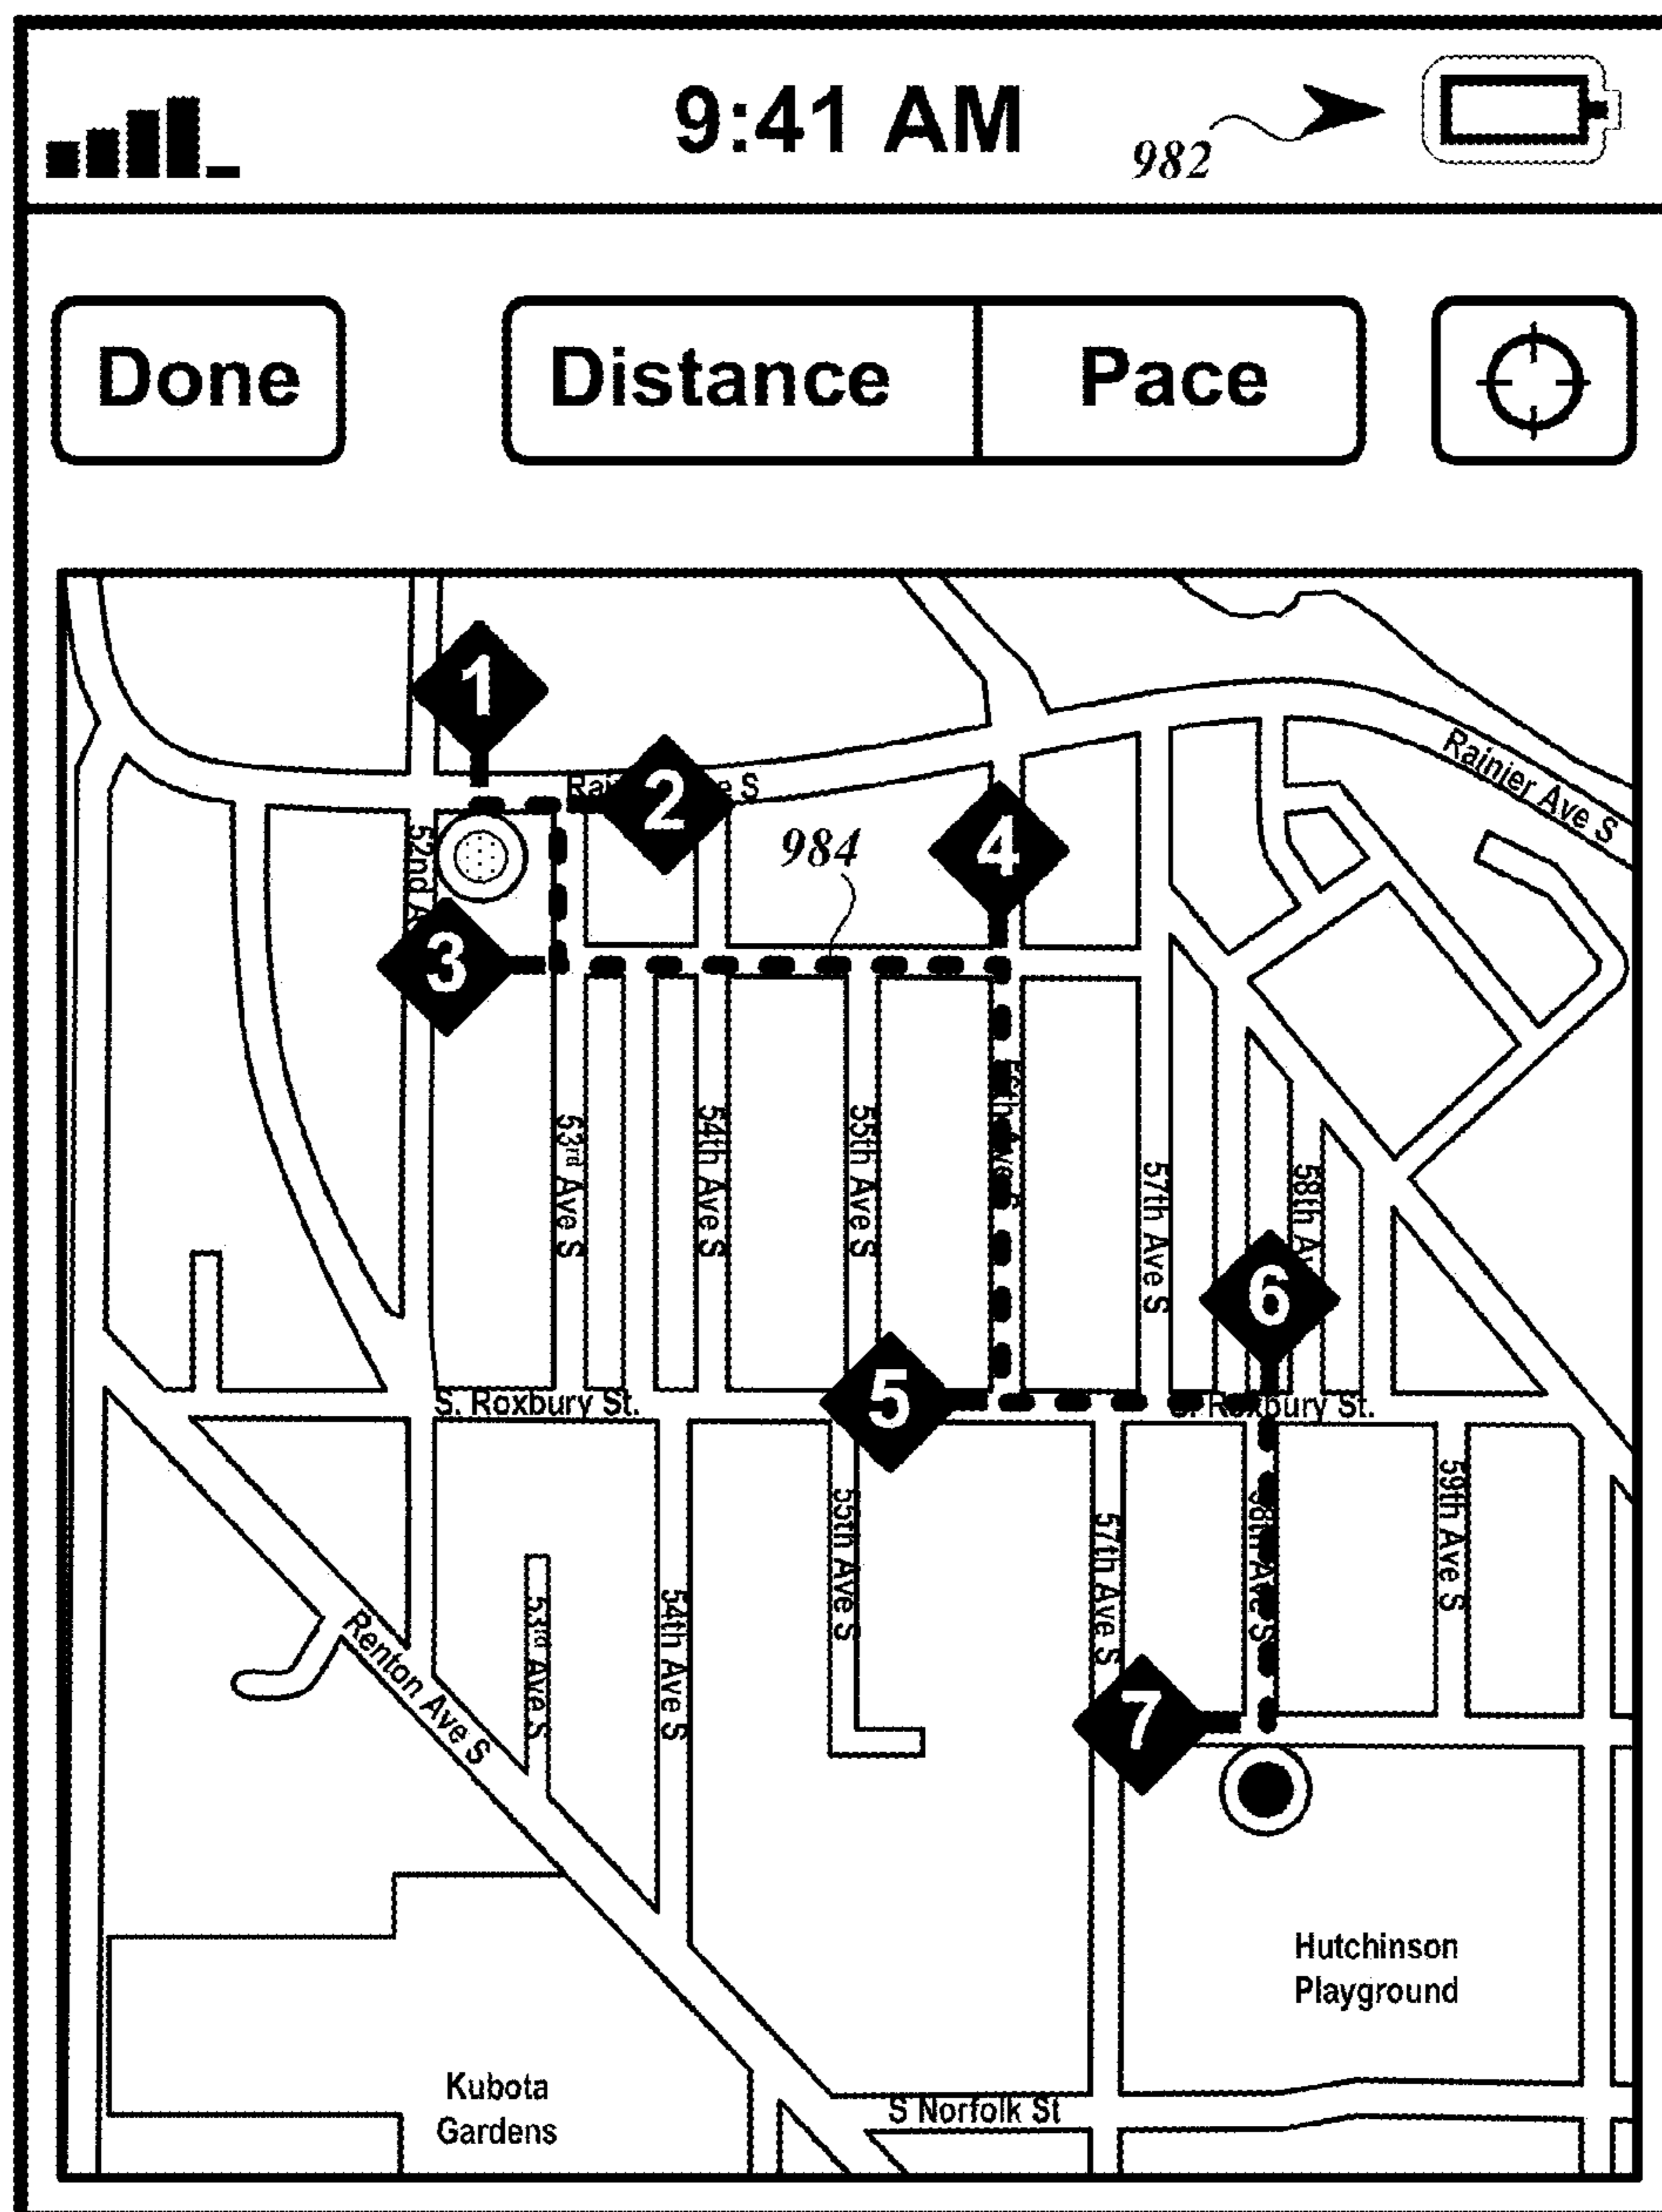 9:41 AM
982
Done
Distance
Pace
1
2
Rainier Ave S
984
4
52nd
3
53rd Ave S
54th Ave S
55th Ave S
57th Ave S
58th
6
S. Roxbury St.
5
55th Ave S
57th Ave S
59th Ave S
53rd Ave S
54th Ave S
Renton Ave S
7
Hutchinson
Playground
Kubota
Gardens
S Norfolk St